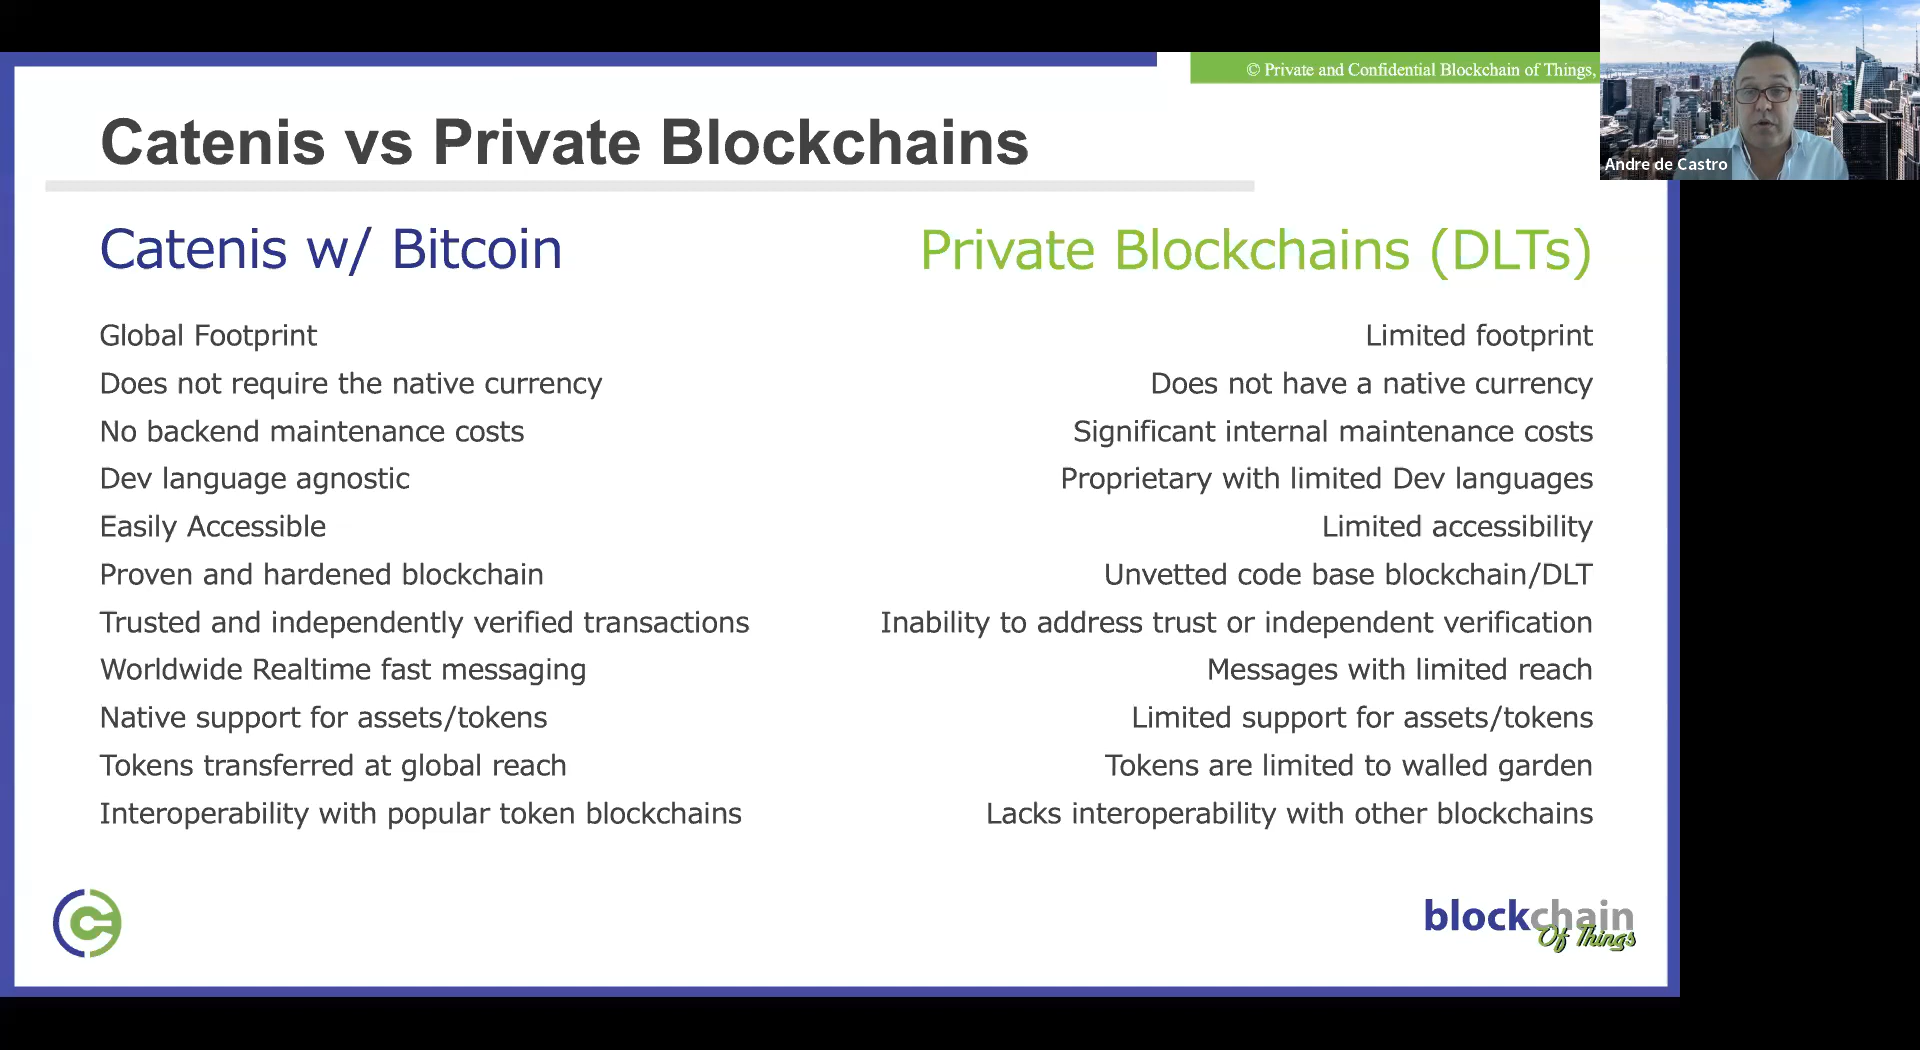 © Private and Confidential Blockchain of Things,
Andre de Castro
Catenis vs Private Blockchains
Catenis w/ Bitcoin
Private Blockchains (DLTs)
Global Footprint
Limited footprint
Does not require the native currency
Does not have a native currency
No backend maintenance costs
Significant internal maintenance costs
Dev language agnostic
Proprietary with limited Dev languages
Easily Accessible
Limited accessibility
Proven and hardened blockchain
Unvetted code base blockchain/DLT
Trusted and independently verified transactions
Inability to address trust or independent verification
Worldwide Realtime fast messaging
Messages with limited reach
Native support for assets/tokens
Limited support for assets/tokens
Tokens transferred at global reach
Tokens are limited to walled garden
Interoperability with popular token blockchains
Lacks interoperability with other blockchains
blockchain
Of Things